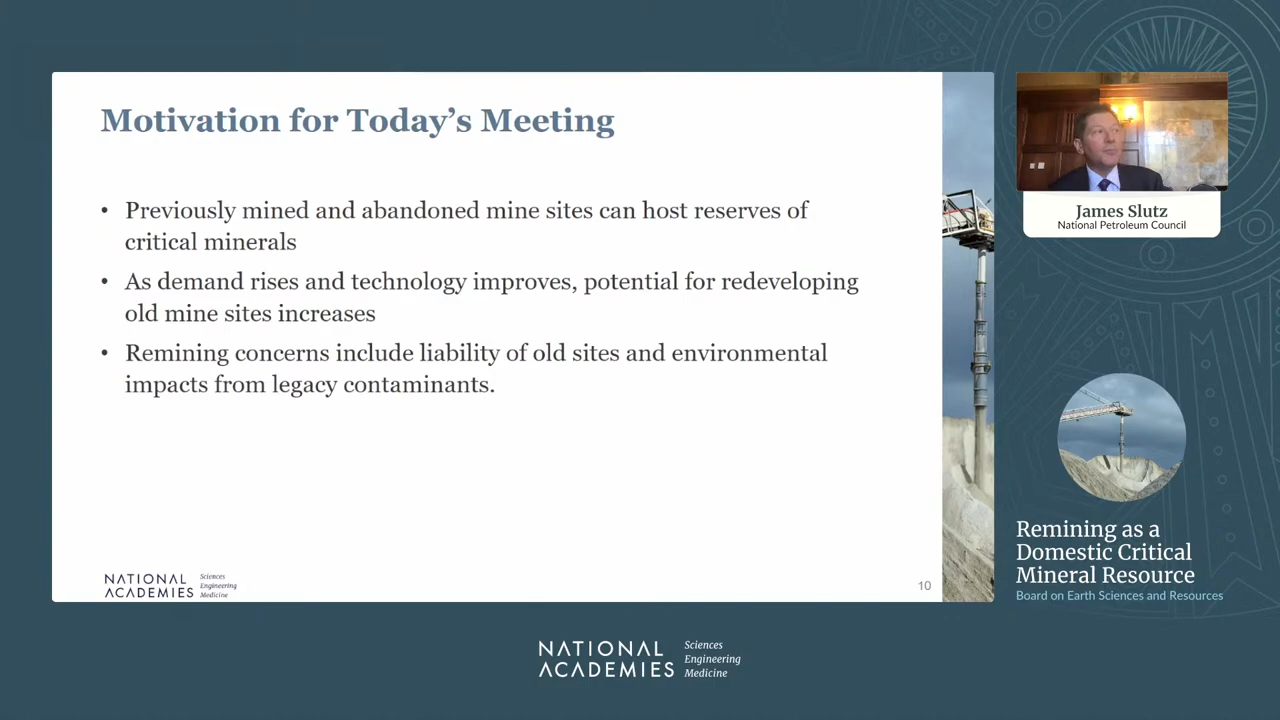 Motivation for Today's Meeting
• Previously mined and abandoned mine sites can host reserves of
critical minerals
• As demand rises and technology improves, potential for redeveloping
old mine sites increases
• Remining concerns include liability of old sites and environmental
impacts from legacy contaminants.
NATIONAL
ACADEMIES
Sciences
Engineering
Medicine
10
James Slutz
National Petroleum Council
Remining as a
Domestic Critical
Mineral Resource
Board on Earth Sciences and Resources
NATIONAL
ACADEMIES
Sciences
Engineering
Medicine